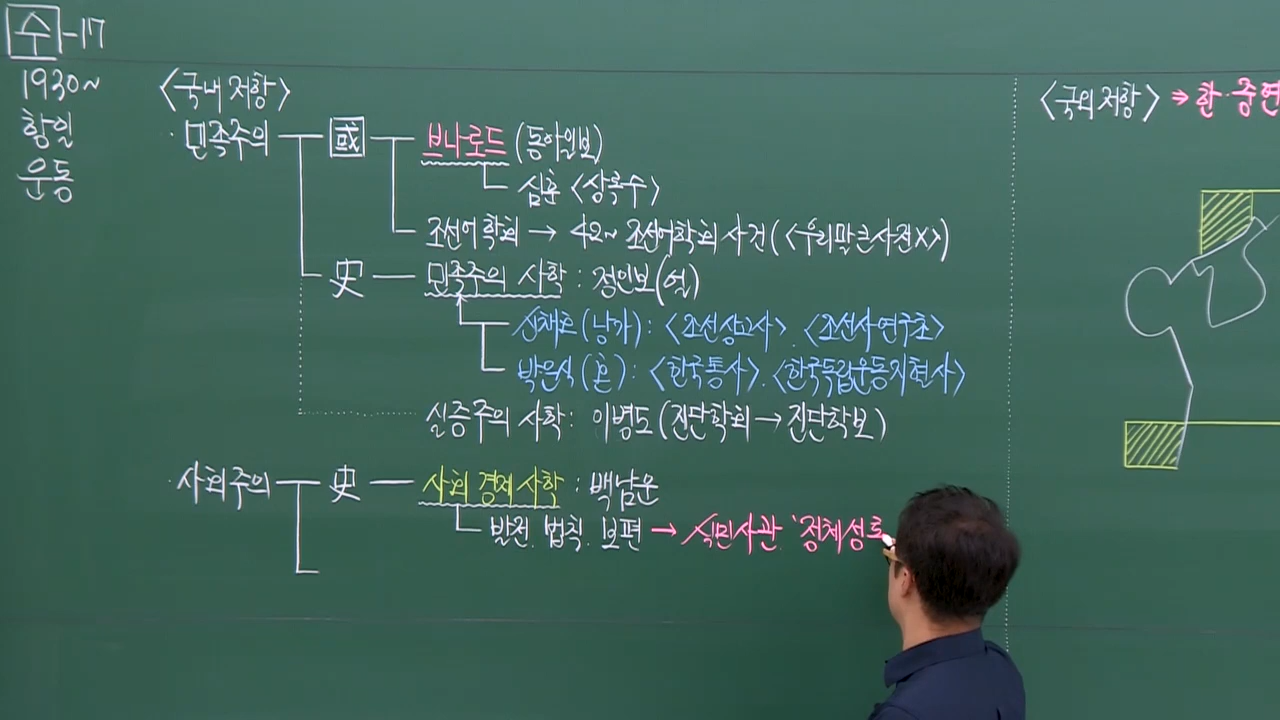 수-17
1930~
항일
운동
<국내 저항>
· 민족주의
國
브나로드 (동아일보)
심훈 <상록수>
조선어학회 → 42~ 조선어학회 사건 (<우리말 큰 사전X>)
史
민족주의 사학 : 정인보(얼)
신채호(낭가) : <조선상고사>. <조선사연구초>
박은식(혼) : <한국통사>. <한국독립운동지혈사>
실증주의 사학 : 이병도 (진단학회 → 진단학보)
· 사회주의
史
사회 경제 사학 : 백남운
발전. 법칙. 보편 → 식민사관. '정체성론
<국외 저항> → 한·중연